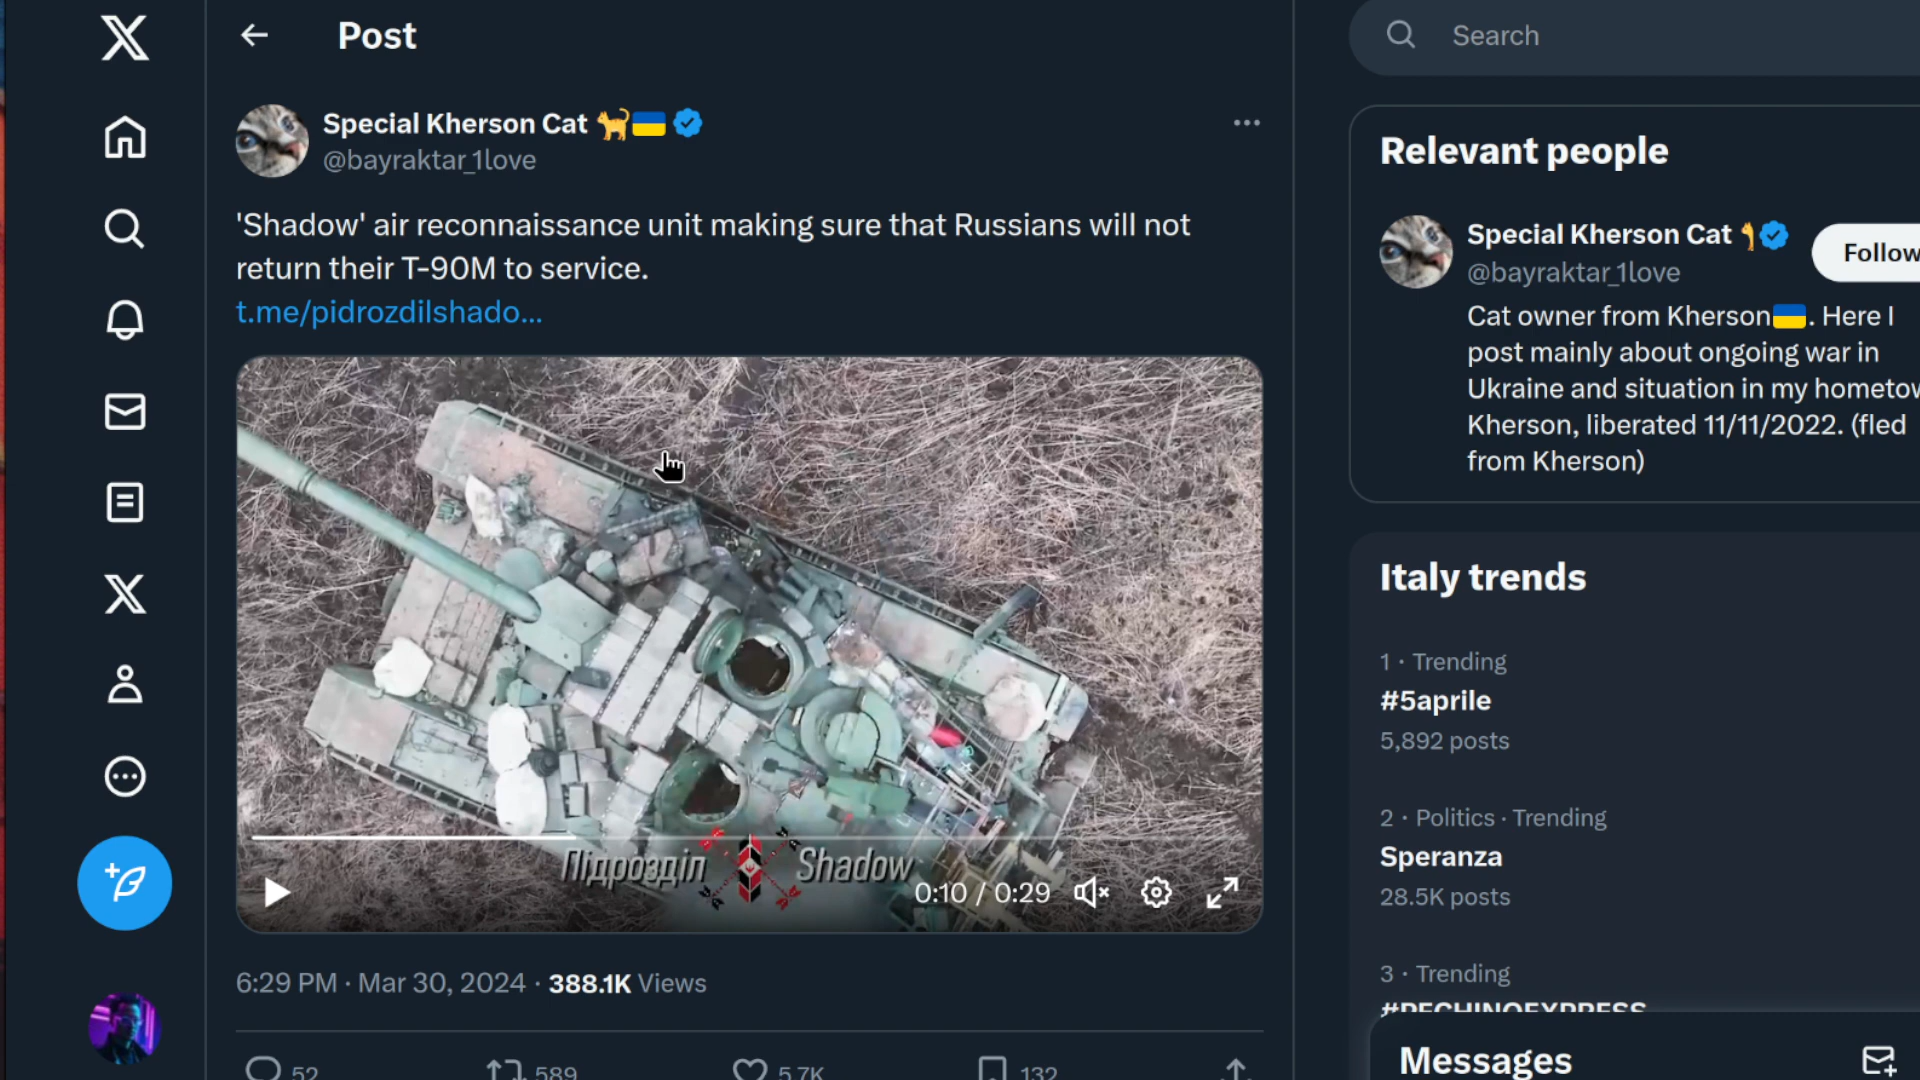 Post
Search
Special Kherson Cat
@bayraktar_1love
'Shadow' air reconnaissance unit making sure that Russians will not
return their T-90M to service.
t.me/pidrozdilshado...
Підрозділ Shadow
0:10 / 0:29
6:29 PM · Mar 30, 2024 · 388.1K Views
52 589 5.7K 132
Relevant people
Special Kherson Cat
@bayraktar_1love
Follow
Cat owner from Kherson. Here I
post mainly about ongoing war in
Ukraine and situation in my hometow
Kherson, liberated 11/11/2022. (fled
from Kherson)
Italy trends
1 · Trending
#5aprile
5,892 posts
2 · Politics · Trending
Speranza
28.5K posts
3 · Trending
#PECHINOEXPRESS
Messages